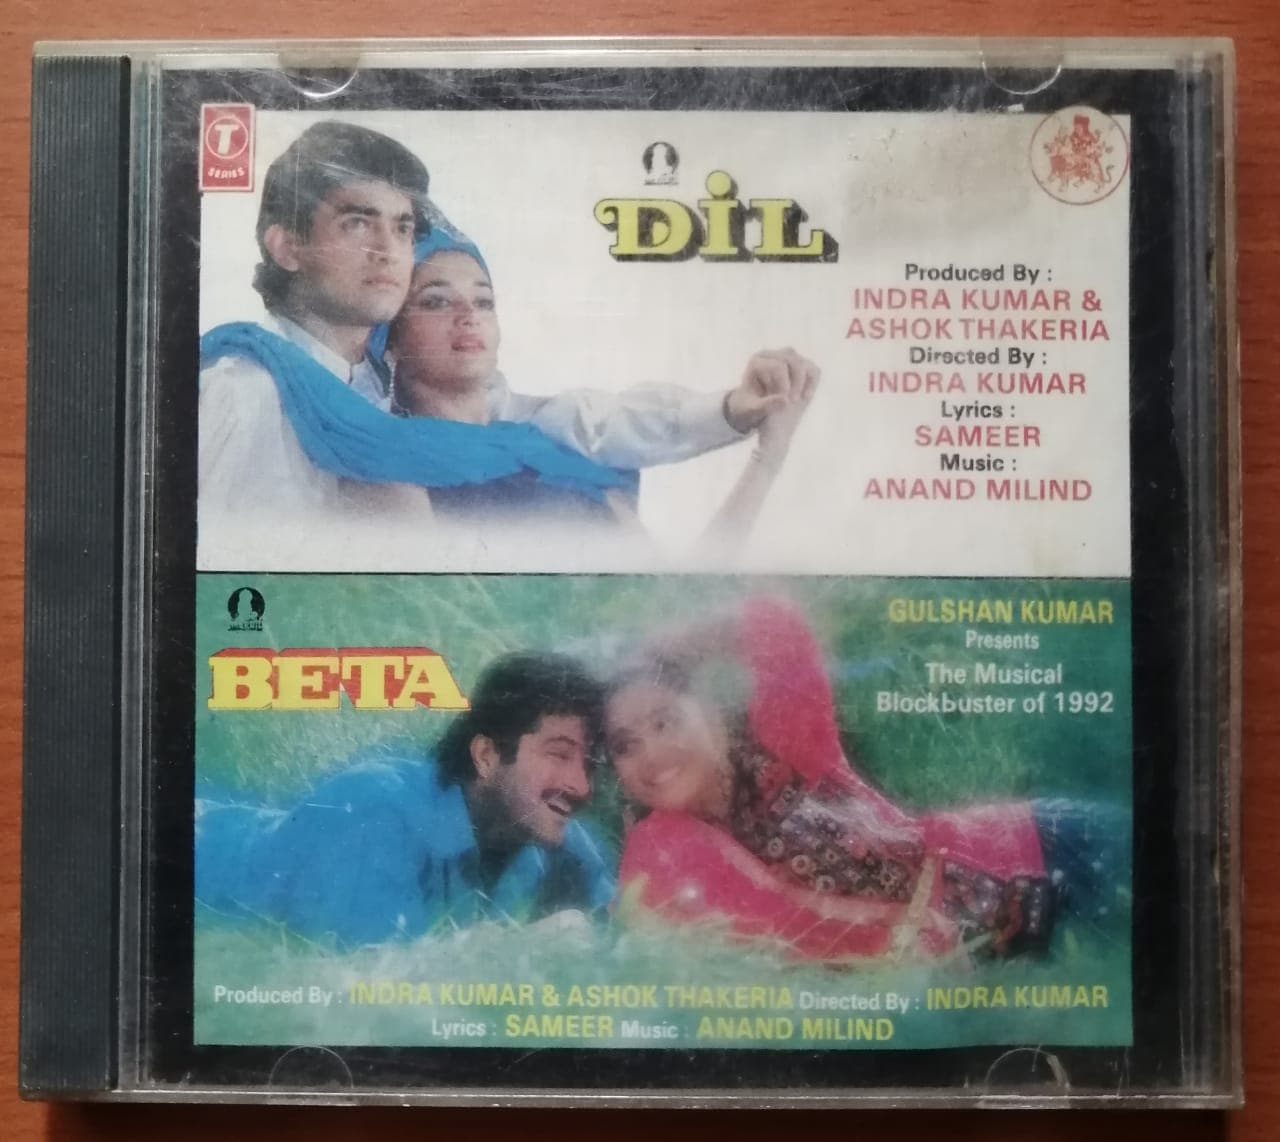 T
SERIES
DiL
Produced By :
INDRA KUMAR &
ASHOK THAKERIA
Directed By :
INDRA KUMAR
Lyrics :
SAMEER
Music :
ANAND MILIND
GULSHAN KUMAR
Presents
The Musical
Blockbuster of 1992
BETA
Produced By : INDRA KUMAR & ASHOK THAKERIA Directed By : INDRA KUMAR
Lyrics : SAMEER Music : ANAND MILIND